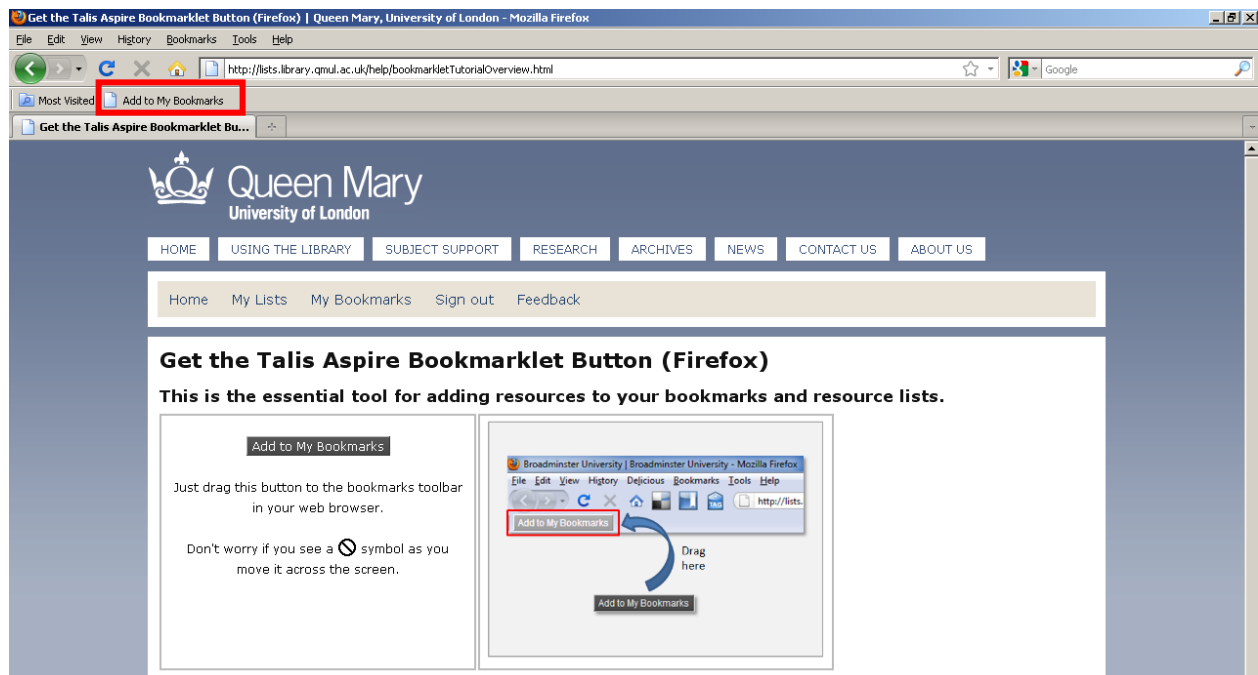 Get the Talis Aspire Bookmarklet Button (Firefox) | Queen Mary, University of London - Mozilla Firefox
File Edit View History Bookmarks Tools Help
http://lists.library.qmul.ac.uk/help/bookmarkletTutorialOverview.html Google
Most Visited Add to My Bookmarks
Get the Talis Aspire Bookmarklet Bu...
Queen Mary
University of London
HOME USING THE LIBRARY SUBJECT SUPPORT RESEARCH ARCHIVES NEWS CONTACT US ABOUT US
Home My Lists My Bookmarks Sign out Feedback
Get the Talis Aspire Bookmarklet Button (Firefox)
This is the essential tool for adding resources to your bookmarks and resource lists.
Add to My Bookmarks
Just drag this button to the bookmarks toolbar
in your web browser.
Don't worry if you see a symbol as you
move it across the screen.
Broadminster University | Broadminster University - Mozilla Firefox
File Edit View History Delicious Bookmarks Tools Help
TAG http://lists.
Add to My Bookmarks
Drag
here
Add to My Bookmarks